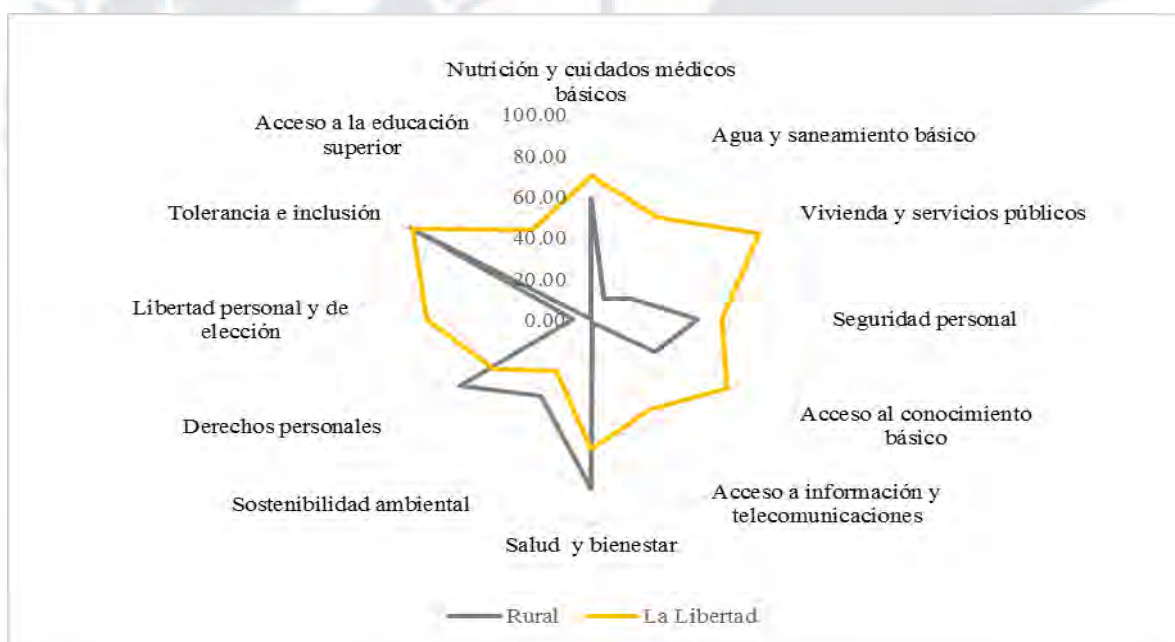 Nutrición y cuidados médicos
básicos
100.00
80.00
60.00
40.00
20.00
0.00
Agua y saneamiento básico
Vivienda y servicios públicos
Seguridad personal
Acceso al conocimiento
básico
Acceso a información y
telecomunicaciones
Salud y bienestar
Sostenibilidad ambiental
Derechos personales
Libertad personal y de
elección
Tolerancia e inclusión
Acceso a la educación
superior
Rural
La Libertad